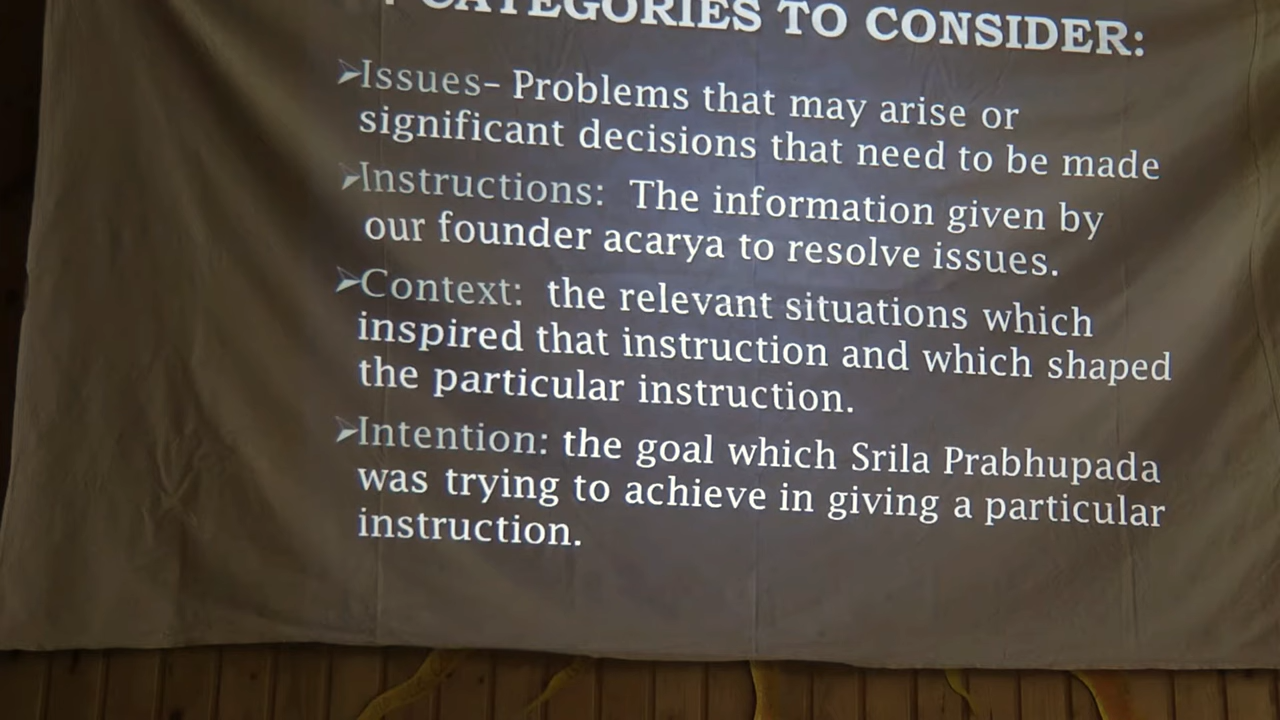 CATEGORIES TO CONSIDER:
➢Issues– Problems that may arise or
significant decisions that need to be made
➢Instructions: The information given by
our founder acarya to resolve issues.
➢Context: the relevant situations which
inspired that instruction and which shaped
the particular instruction.
➢Intention: the goal which Srila Prabhupada
was trying to achieve in giving a particular
instruction.